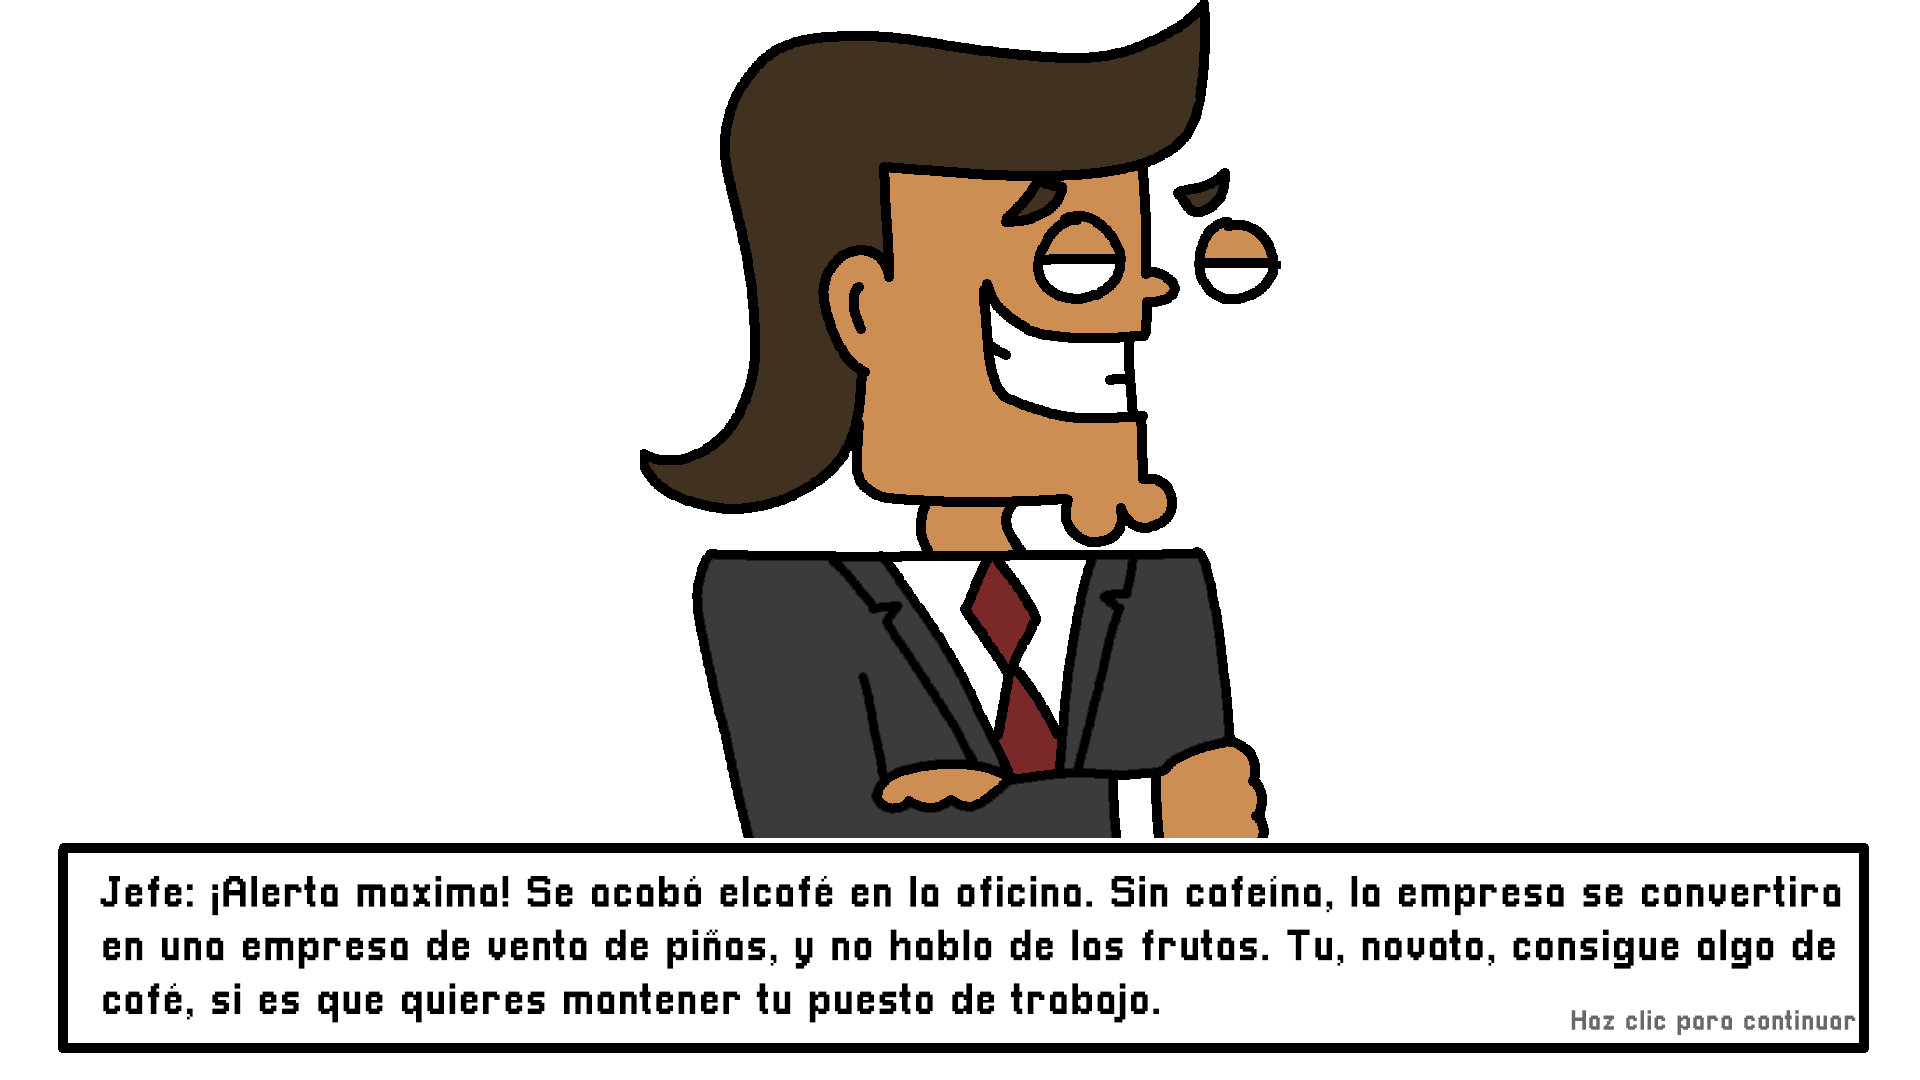 Jefe: ¡Alerta maxima! Se acabó elcafé en la oficina. Sin cafeína, la empresa se convertira
en una empresa de venta de piñas, y no hablo de las frutas. Tu, novato, consigue algo de
café, si es que quieres mantener tu puesto de trabajo.
Haz clic para continuar